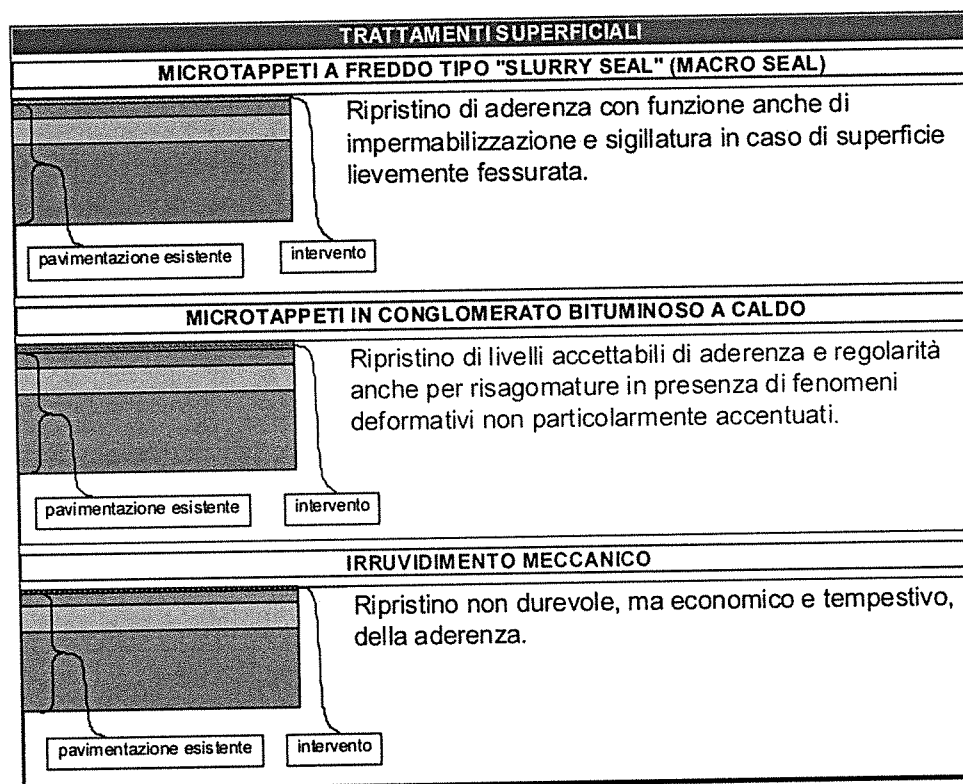 TRATTAMENTI SUPERFICIALI
MICROTAPPETI A FREDDO TIPO "SLURRY SEAL" (MACRO SEAL)
Ripristino di aderenza con funzione anche di
impermabilizzazione e sigillatura in caso di superficie
lievemente fessurata.
pavimentazione esistente
intervento
MICROTAPPETI IN CONGLOMERATO BITUMINOSO A CALDO
Ripristino di livelli accettabili di aderenza e regolarità
anche per risagomature in presenza di fenomeni
deformativi non particolarmente accentuati.
pavimentazione esistente
intervento
IRRUVIDIMENTO MECCANICO
Ripristino non durevole, ma economico e tempestivo,
della aderenza.
pavimentazione esistente
intervento